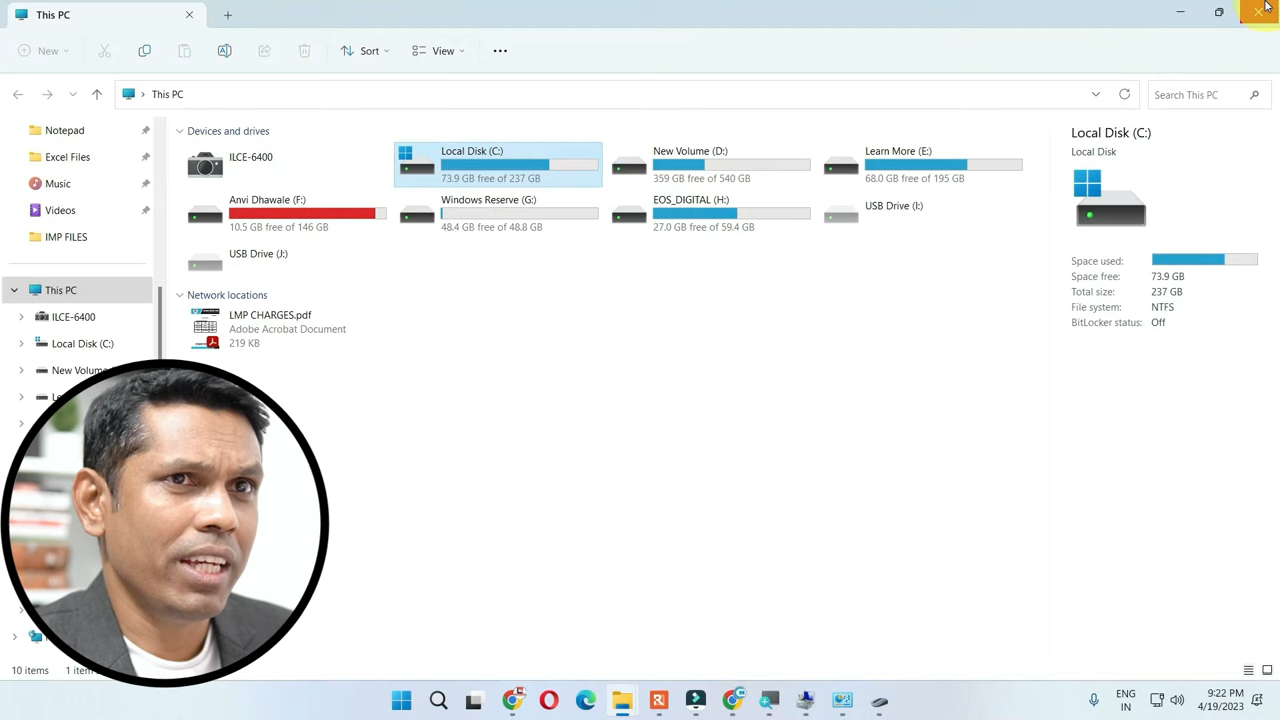 This PC
New
Sort
View
This PC
Search This PC
Notepad
Excel Files
Music
Videos
IMP FILES
This PC
ILCE-6400
Local Disk (C:)
New Volume
Devices and drives
ILCE-6400
Local Disk (C:)
73.9 GB free of 237 GB
New Volume (D:)
359 GB free of 540 GB
Learn More (E:)
68.0 GB free of 195 GB
Anvi Dhawale (F:)
10.5 GB free of 146 GB
Windows Reserve (G:)
48.4 GB free of 48.8 GB
EOS_DIGITAL (H:)
27.0 GB free of 59.4 GB
USB Drive (I:)
USB Drive (J:)
Network locations
LMP CHARGES.pdf
Adobe Acrobat Document
219 KB
Local Disk (C:)
Local Disk
Space used:
Space free: 73.9 GB
Total size: 237 GB
File system: NTFS
BitLocker status: Off
10 items 1 item
ENG
IN
9:22 PM
4/19/2023